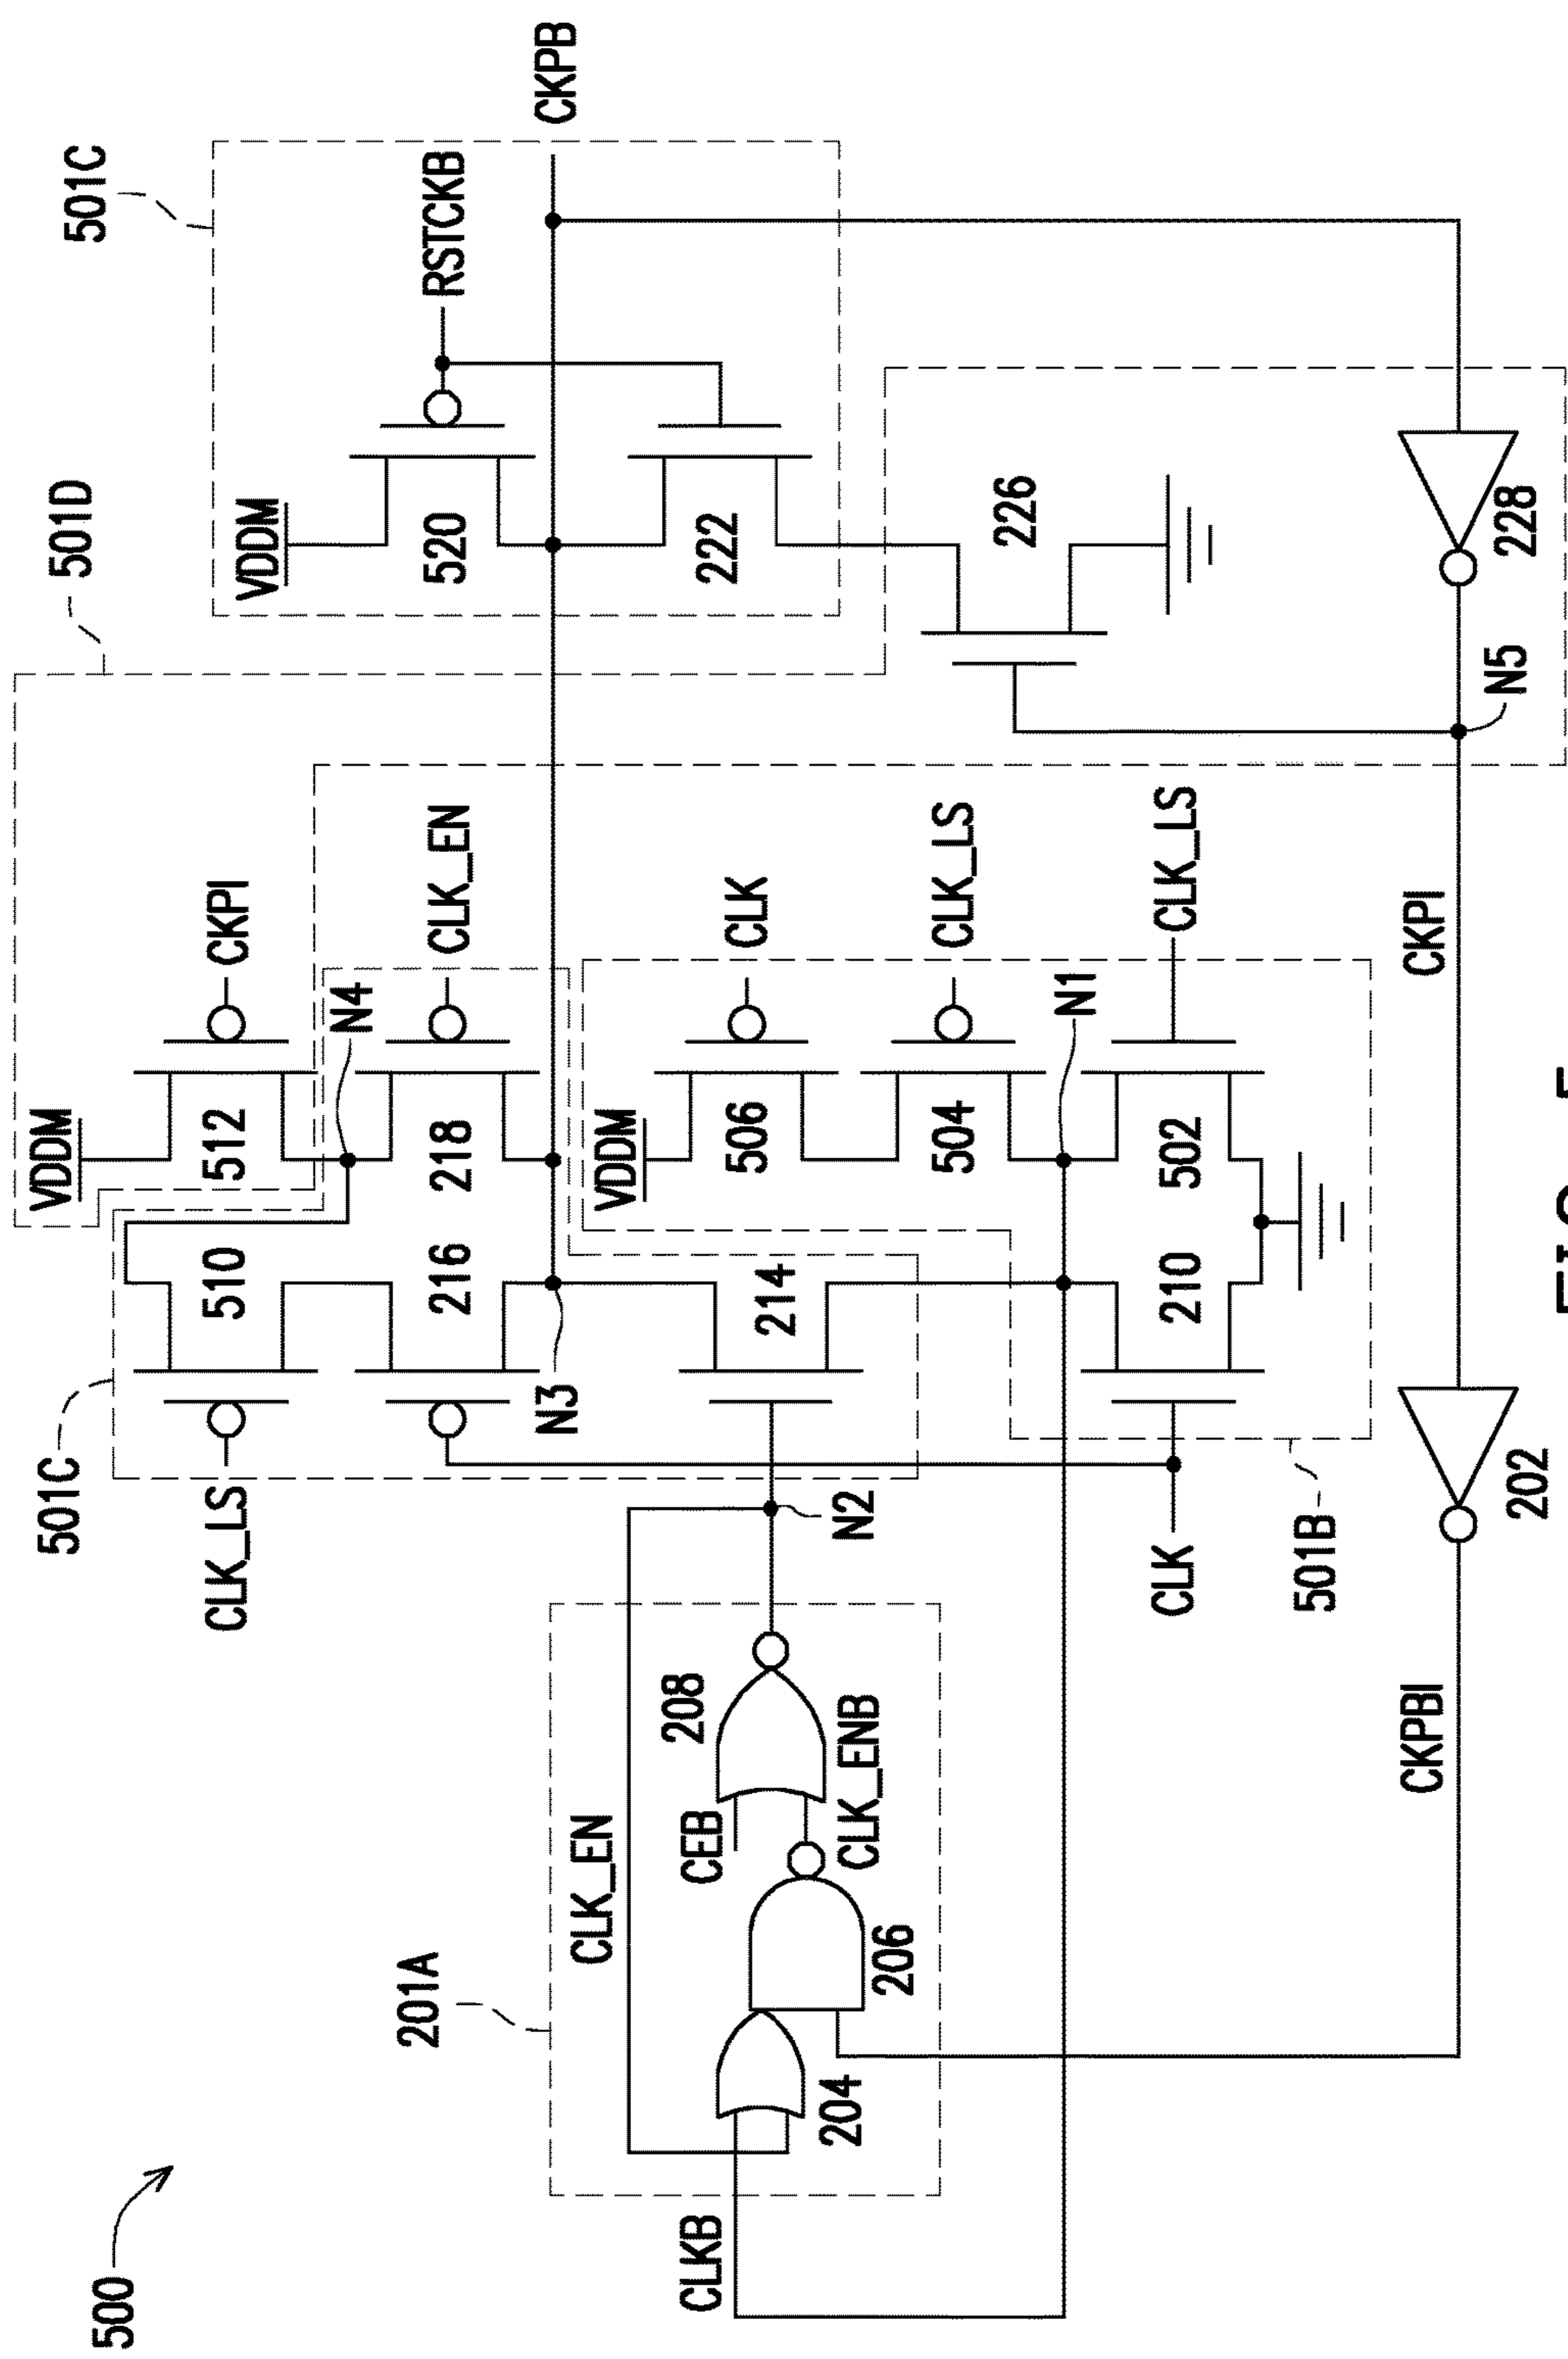 500
501C
501D
501C
VDDM
CKPI
VDDM
RSTCKB
CLK_LS
510
512
N4
520
216
218
CLK_EN
CKPB
N3
CLK_EN
201A
CEB
208
214
VDDM
506
CLK
222
CLKB
204
206
CLK_ENB
N2
504
CLK_LS
226
N1
CLK
210
502
CLK_LS
501B
CKPBI
202
CKPI
N5
228